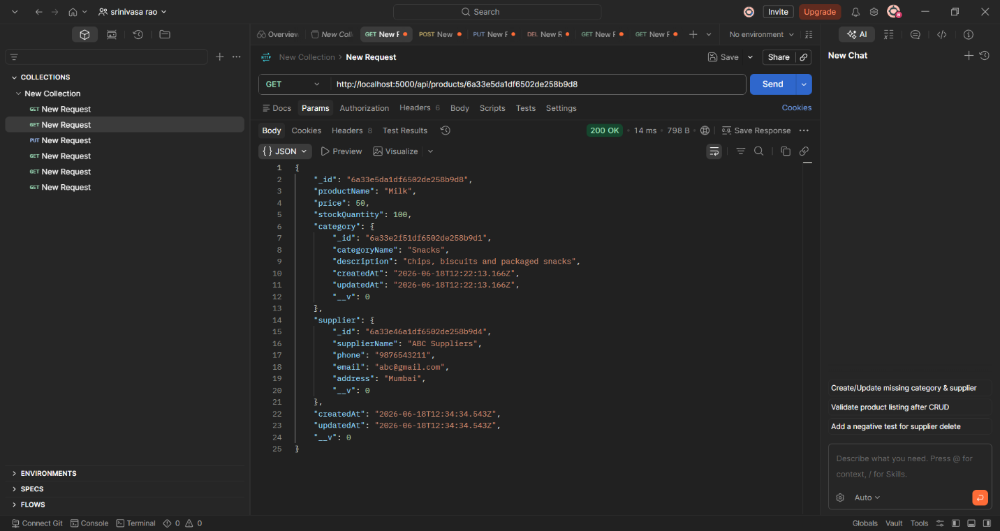 srinivasa rao
Search
Invite
Upgrade
Overview
New Coll
GET New F
POST New
PUT New F
DEL New R
GET New F
GET New F
No environment
AI
New Collection > New Request
Save
Share
New Chat
COLLECTIONS
New Collection
GET New Request
GET New Request
PUT New Request
GET New Request
GET New Request
GET New Request
GET
http://localhost:5000/api/products/6a33e5da1df6502de258b9d8
Send
Docs
Params
Authorization
Headers 6
Body
Scripts
Tests
Settings
Cookies
Body
Cookies
Headers 8
Test Results
200 OK
14 ms
798 B
e.g. Save Response
{} JSON
Preview
Visualize
1 {
2 "_id": "6a33e5da1df6502de258b9d8",
3 "productName": "Milk",
4 "price": 50,
5 "stockQuantity": 100,
6 "category": {
7 "_id": "6a33e2f51df6502de258b9d1",
8 "categoryName": "Snacks",
9 "description": "Chips, biscuits and packaged snacks",
10 "createdAt": "2026-06-18T12:22:13.166Z",
11 "updatedAt": "2026-06-18T12:22:13.166Z",
12 "__v": 0
13 },
14 "supplier": {
15 "_id": "6a33e46a1df6502de258b9d4",
16 "supplierName": "ABC Suppliers",
17 "phone": "9876543211",
18 "email": "abc@gmail.com",
19 "address": "Mumbai",
20 "__v": 0
21 },
22 "createdAt": "2026-06-18T12:34:34.543Z",
23 "updatedAt": "2026-06-18T12:34:34.543Z",
24 "__v": 0
25 }
Create/Update missing category & supplier
Validate product listing after CRUD
Add a negative test for supplier delete
Describe what you need. Press @ for
context, / for Skills.
Auto
ENVIRONMENTS
SPECS
FLOWS
Connect Git
Console
Terminal
0
0
Globals
Vault
Tools